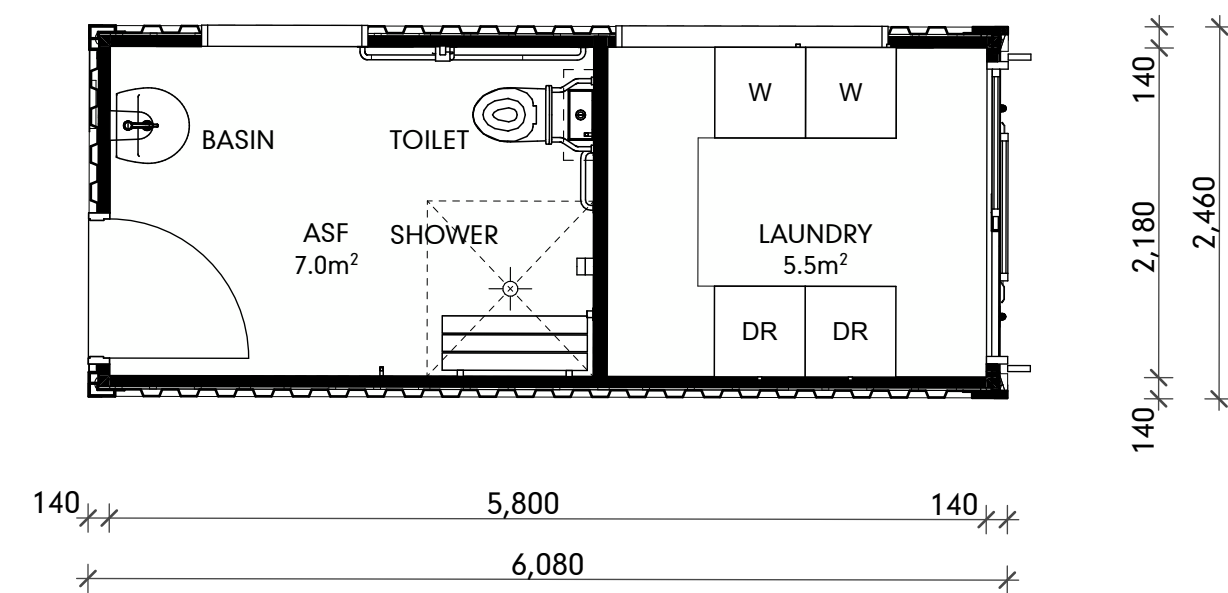 W
W
BASIN
TOILET
ASF
7.0m²
SHOWER
LAUNDRY
5.5m²
DR
DR
140
2,180
140
2,460
140
5,800
140
6,080